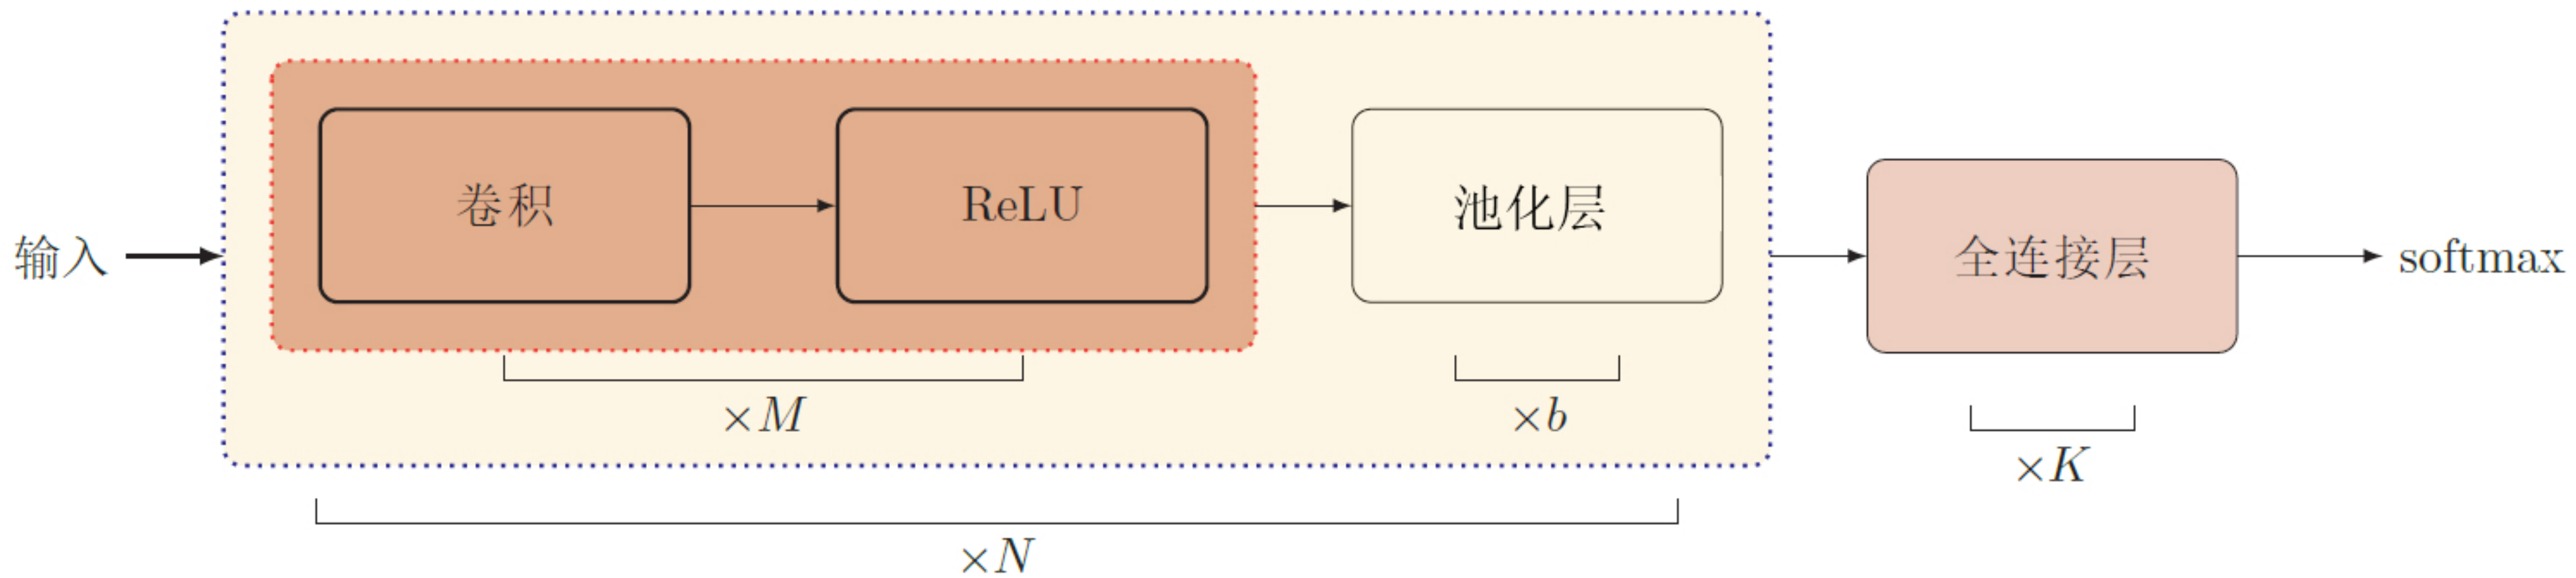 输入
卷积
ReLU
池化层
全连接层
softmax
×M
×b
×K
×N